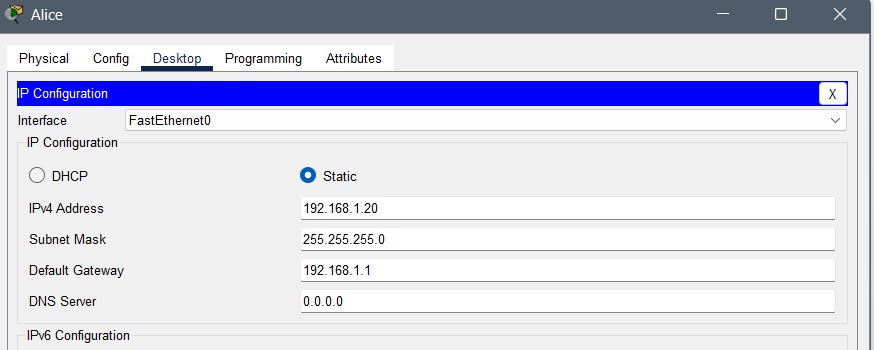 Alice
Physical Config Desktop Programming Attributes
IP Configuration X
Interface FastEthernet0
IP Configuration
DHCP Static
IPv4 Address 192.168.1.20
Subnet Mask 255.255.255.0
Default Gateway 192.168.1.1
DNS Server 0.0.0.0
IPv6 Configuration